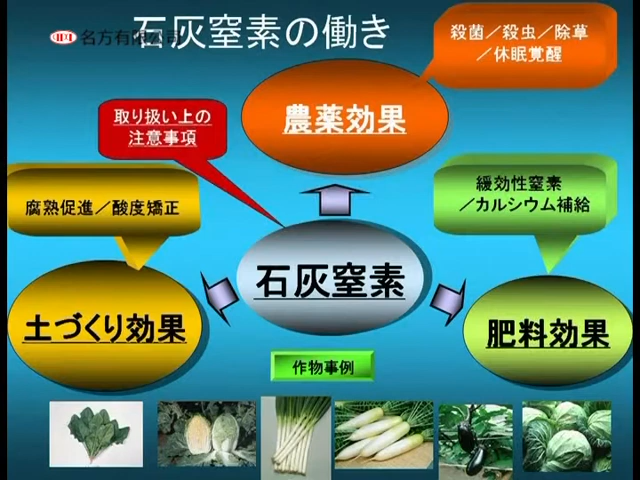 石灰窒素の働き
名方有限公司
殺菌／殺虫／除草
／休眠覚醒
農薬効果
取り扱い上の
注意事項
腐熟促進／酸度矯正
緩効性窒素
／カルシウム補給
石灰窒素
土づくり効果
肥料効果
作物事例